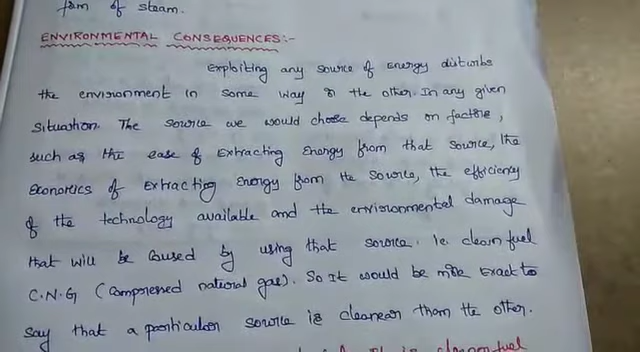 form of steam.
ENVIRONMENTAL CONSEQUENCES:-
Exploiting any source of energy disturbs
the environment in some way or the other. In any given
situation. The source we would choose depends on factors,
such as the ease of Extracting Energy from that source, the
Economics of Extracting Energy from the source, the efficiency
of the technology available and the environmental damage
that will be caused by using that source. i.e. clean fuel
C.N.G (compressed natural gas). So it would be more Exact to
say that a particular source is cleaner than the other.
is cleaner fuel